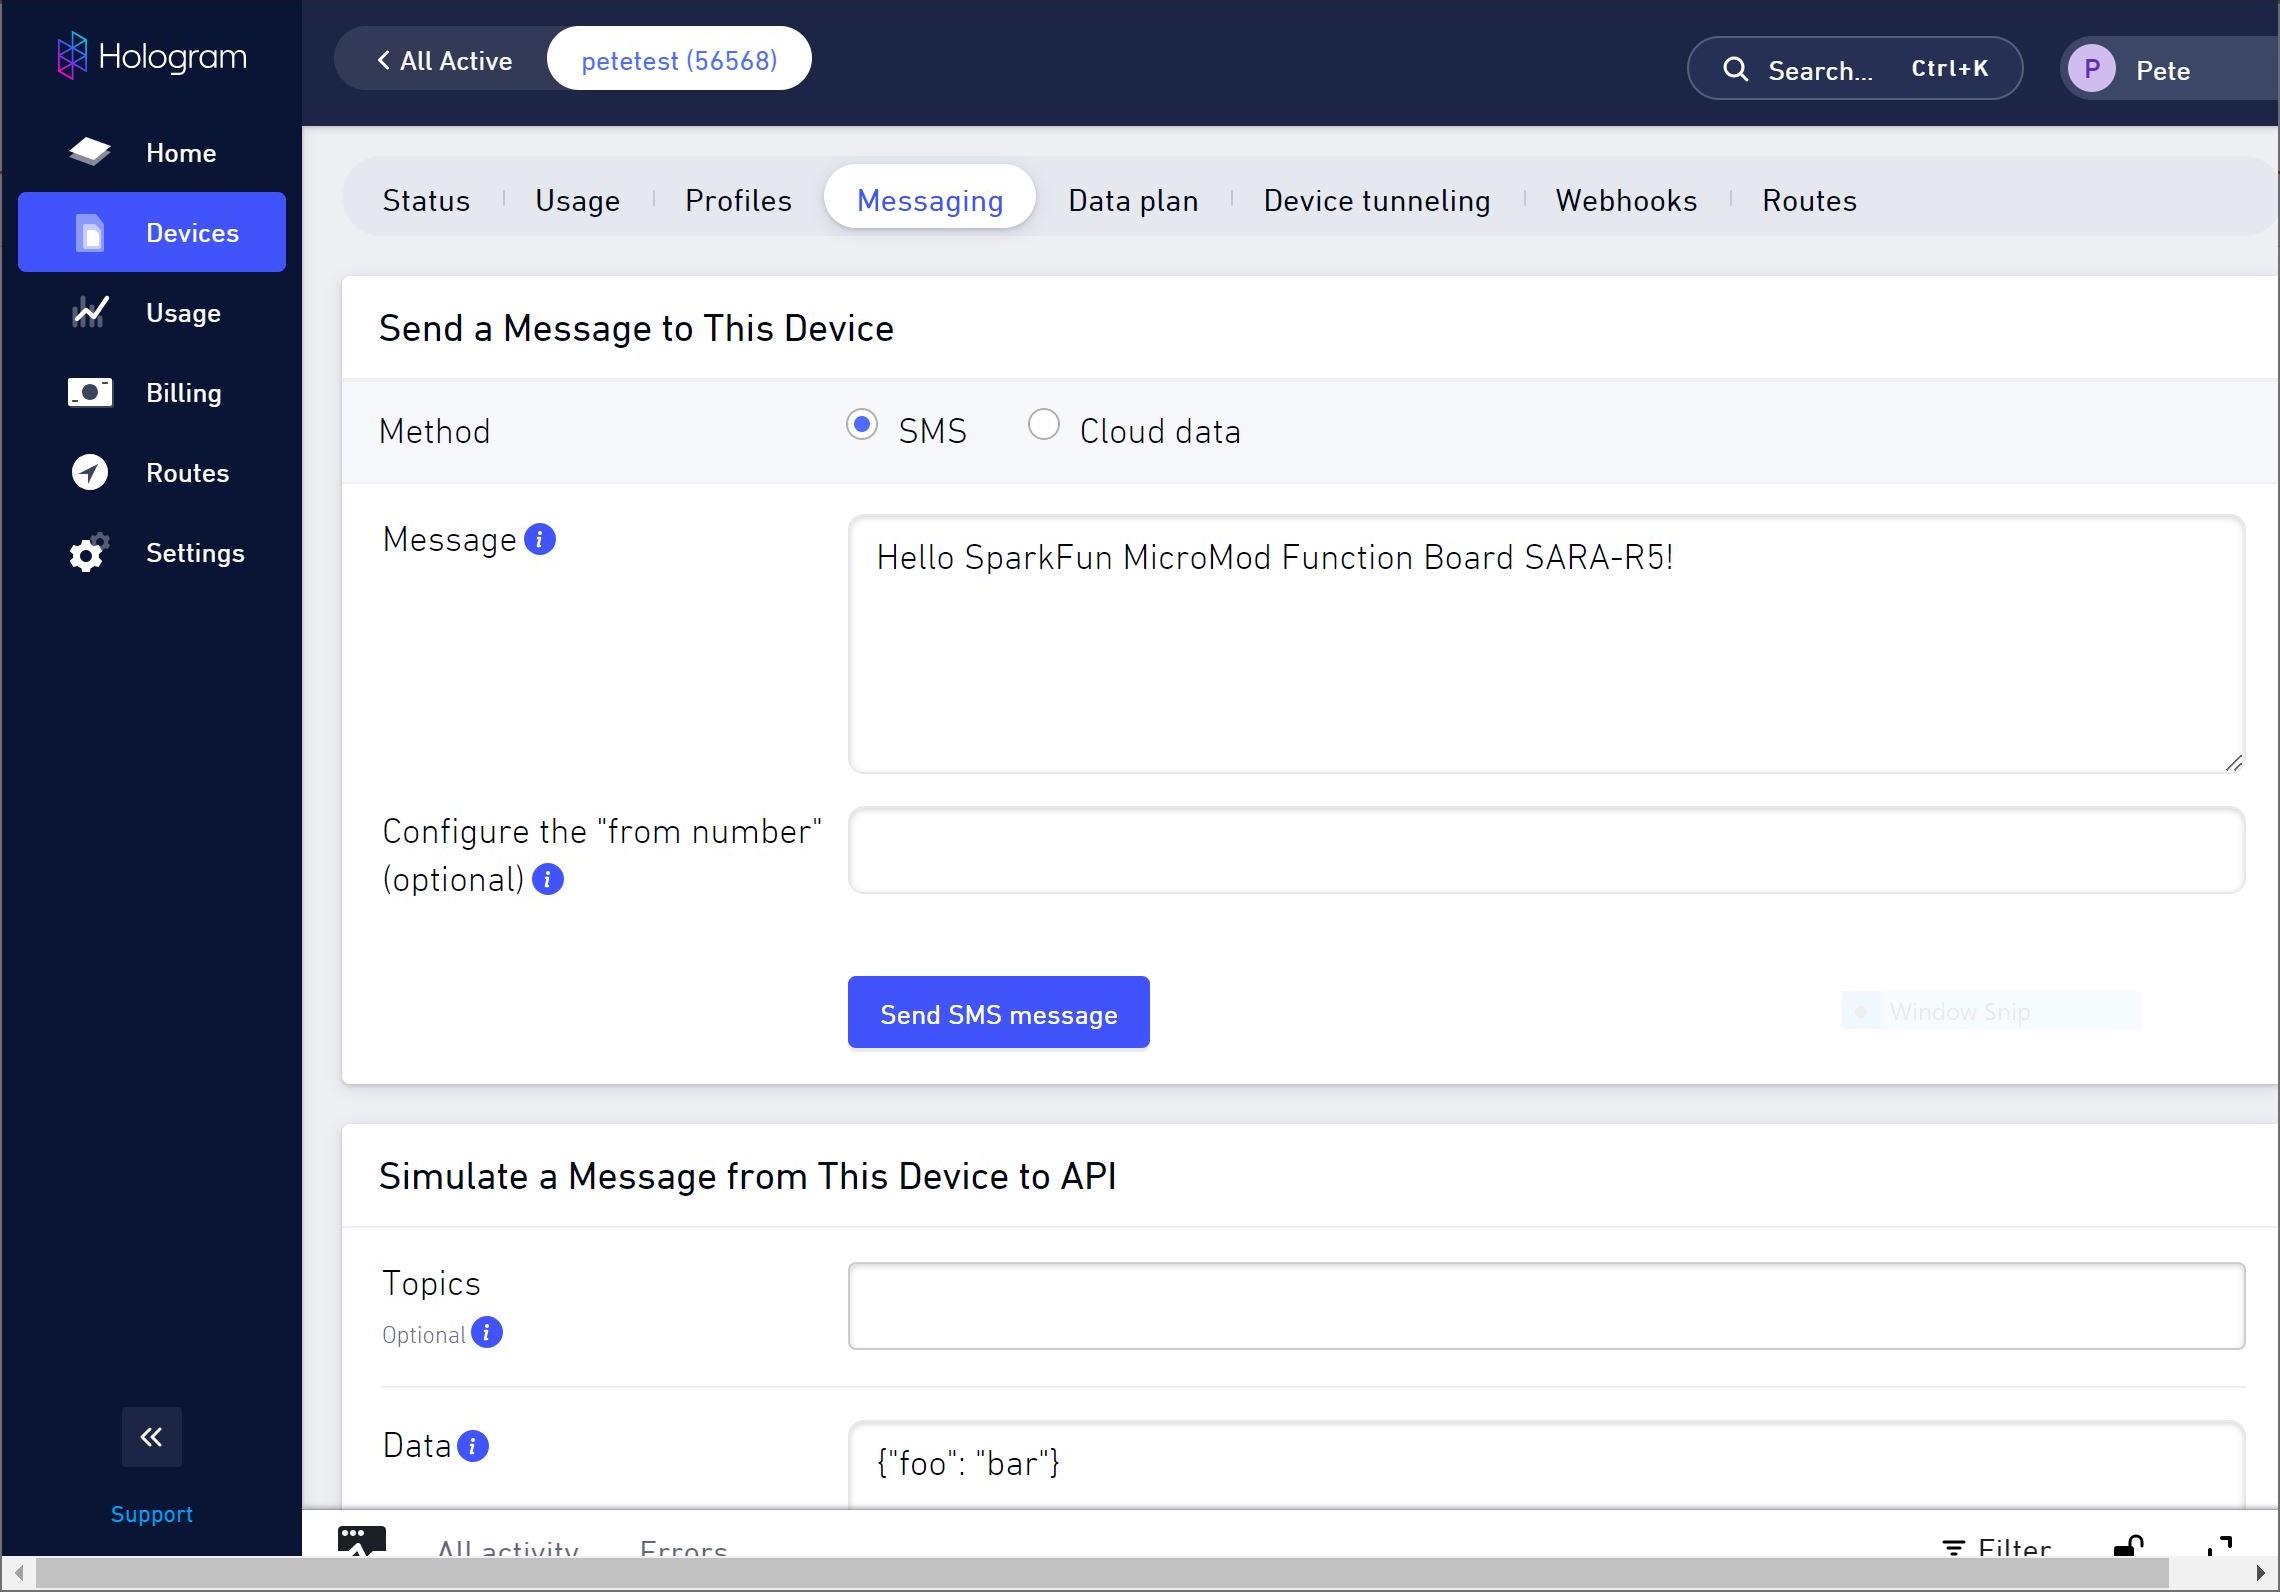 Hologram
Home
Devices
Usage
Billing
Routes
Settings
Support
All Active
petetest (56568)
Search... Ctrl+K
P Pete
Status
Usage
Profiles
Messaging
Data plan
Device tunneling
Webhooks
Routes
Send a Message to This Device
Method
SMS
Cloud data
Message
Hello SparkFun MicroMod Function Board SARA-R5!
Configure the "from number"
(optional)
Send SMS message
Window Snip
Simulate a Message from This Device to API
Topics
Optional
Data
{"foo": "bar"}
All activity
Errors
Filter